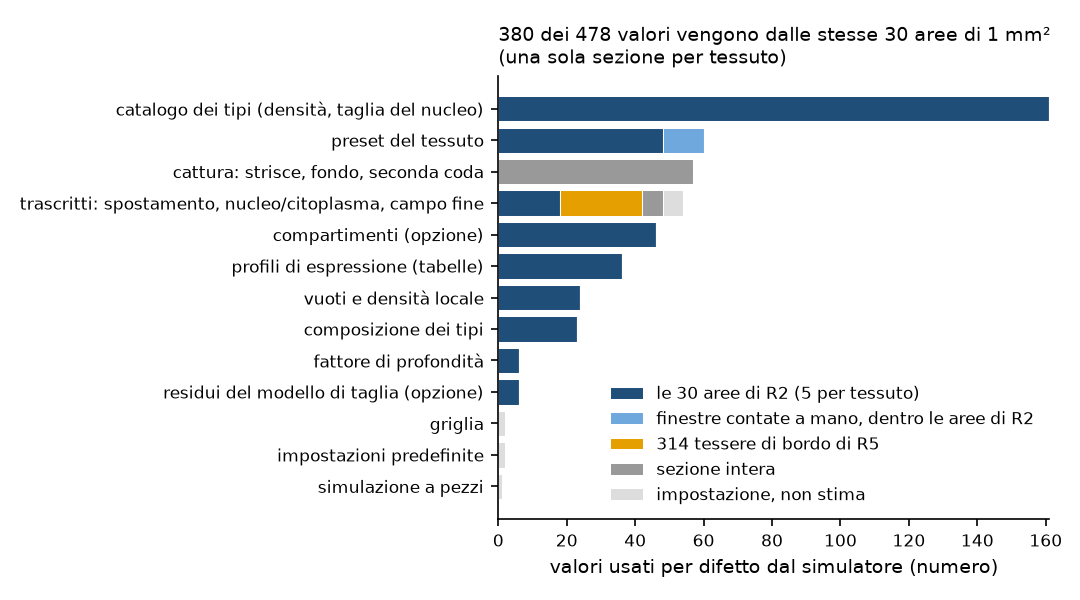 380 dei 478 valori vengono dalle stesse 30 aree di 1 mm²
(una sola sezione per tessuto)
catalogo dei tipi (densità, taglia del nucleo)
preset del tessuto
cattura: strisce, fondo, seconda coda
trascritti: spostamento, nucleo/citoplasma, campo fine
compartimenti (opzione)
profili di espressione (tabelle)
vuoti e densità locale
composizione dei tipi
fattore di profondità
residui del modello di taglia (opzione)
griglia
impostazioni predefinite
simulazione a pezzi
le 30 aree di R2 (5 per tessuto)
finestre contate a mano, dentro le aree di R2
314 tessere di bordo di R5
sezione intera
impostazione, non stima
0 20 40 60 80 100 120 140 160
valori usati per difetto dal simulatore (numero)